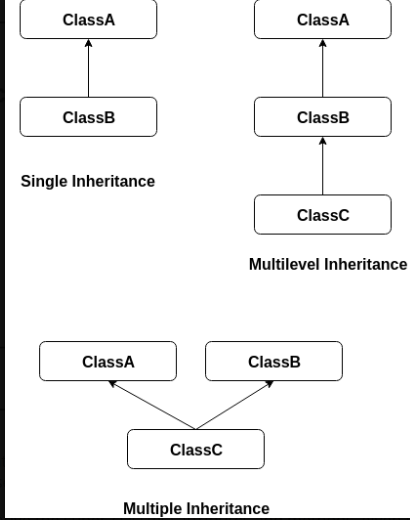 ClassA
ClassB
Single Inheritance
ClassA
ClassB
ClassC
Multilevel Inheritance
ClassA
ClassB
ClassC
Multiple Inheritance